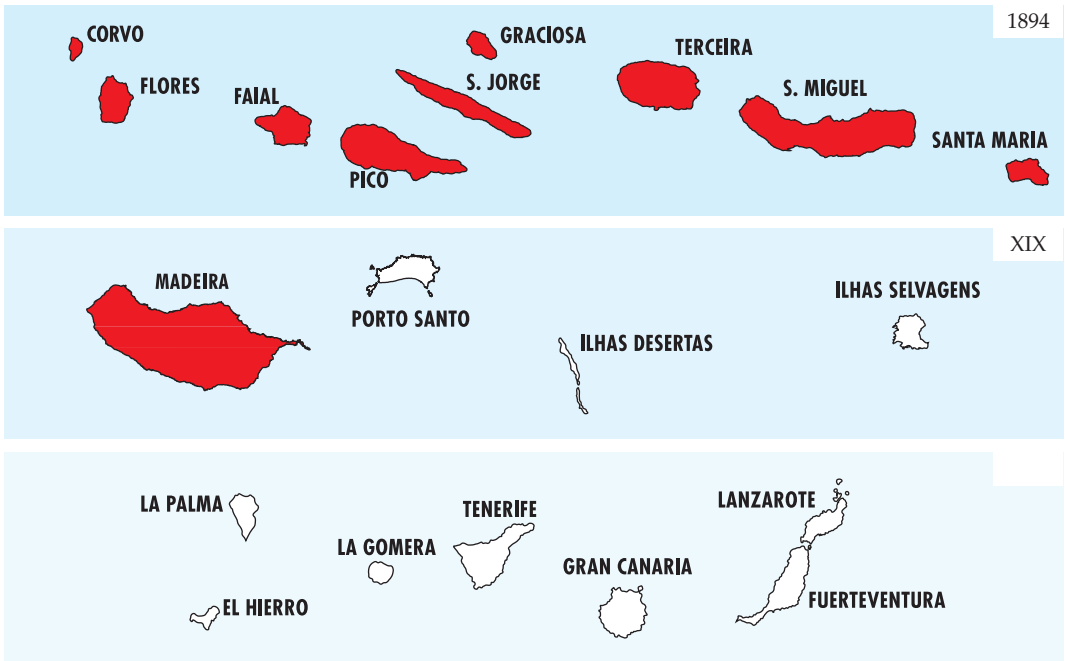 1894
CORVO
GRACIOSA
TERCEIRA
FLORES
S. JORGE
FAIAL
S. MIGUEL
SANTA MARIA
PICO
XIX
MADEIRA
ILHAS SELVAGENS
PORTO SANTO
ILHAS DESERTAS
LA PALMA
TENERIFE
LANZAROTE
LA GOMERA
GRAN CANARIA
EL HIERRO
FUERTEVENTURA